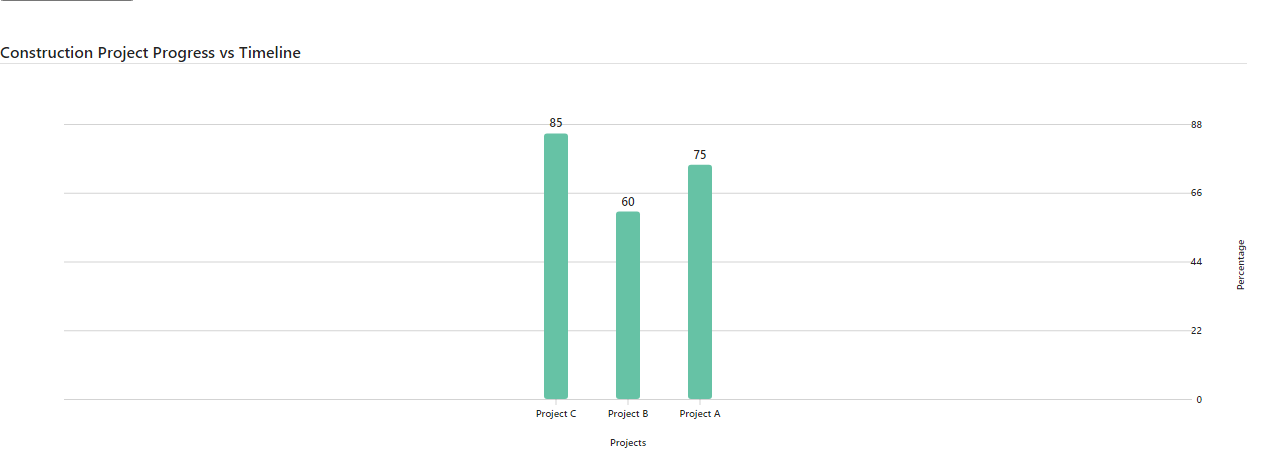 Construction Project Progress vs Timeline
85
60
75
88
66
44
22
0
Percentage
Project C
Project B
Project A
Projects